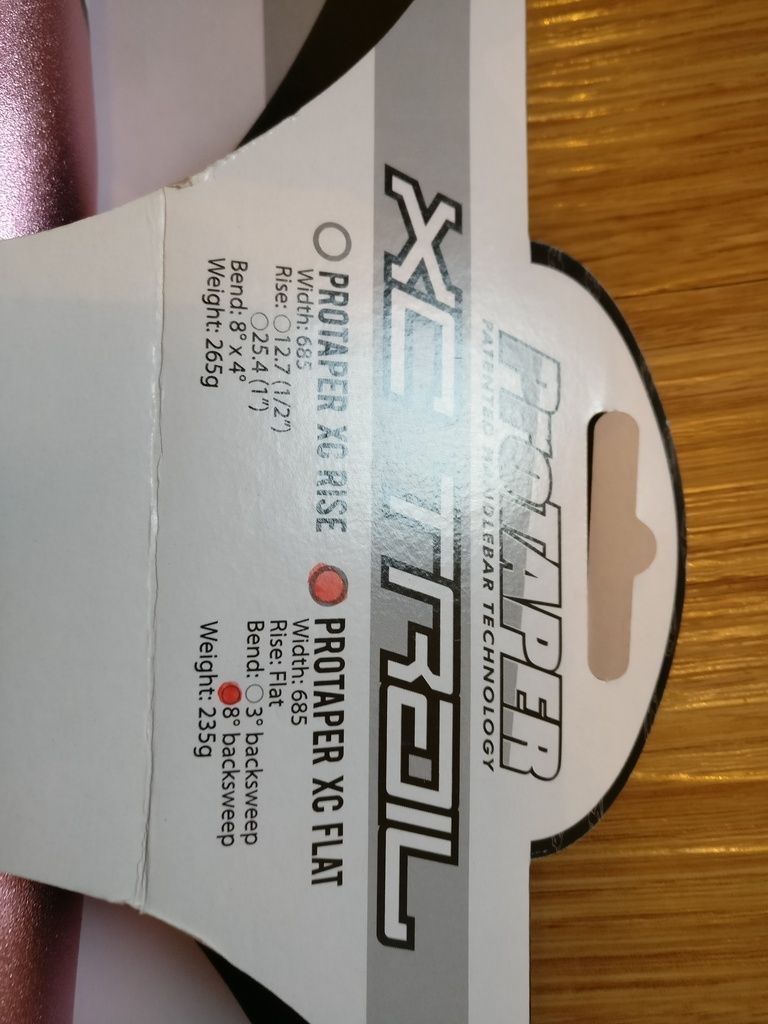 PROTAPER
PATENTED HANDLEBAR TECHNOLOGY
XC TRAIL
PROTAPER XC RISE
Width: 685
Rise: 12.7 (1/2")
25.4 (1")
Bend: 8° x 4°
Weight: 265g
PROTAPER XC FLAT
Width: 685
Rise: Flat
Bend: 3° backsweep
8° backsweep
Weight: 235g